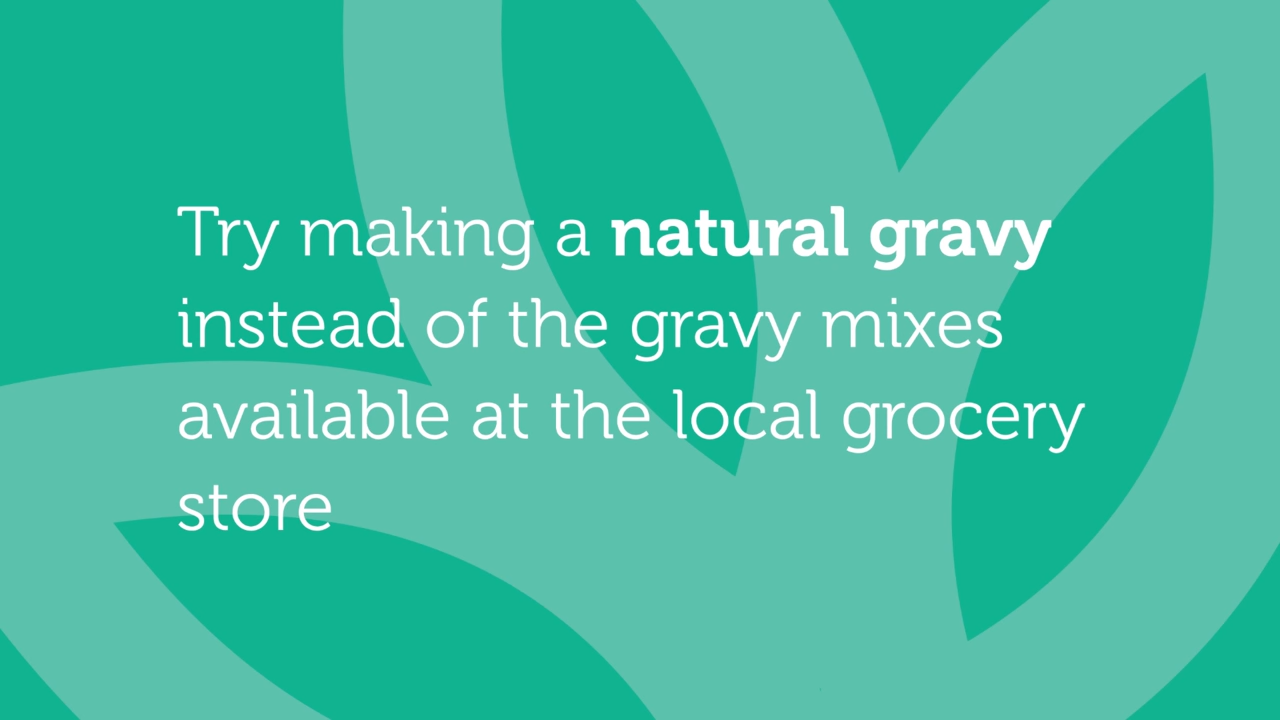 Try making a natural gravy
instead of the gravy mixes
available at the local grocery
store